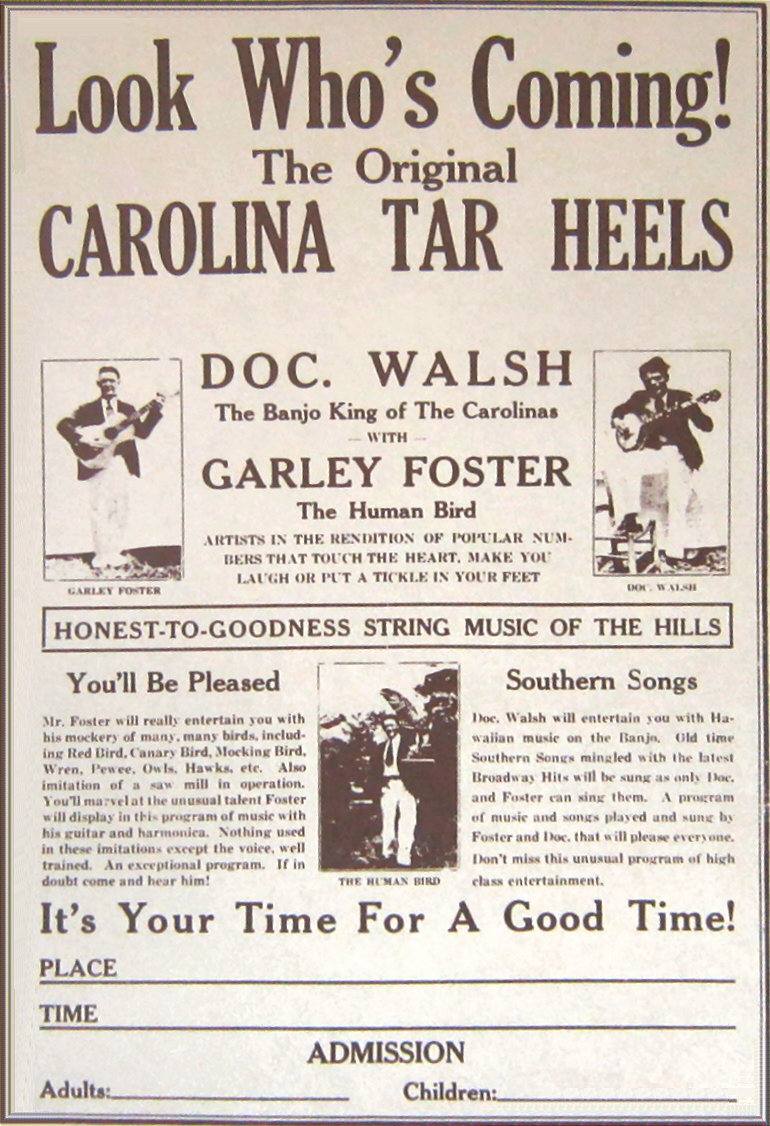 Look Who's Coming!
The Original
CAROLINA TAR HEELS
DOC. WALSH
The Banjo King of The Carolinas
— WITH —
GARLEY FOSTER
The Human Bird
ARTISTS IN THE RENDITION OF POPULAR NUM-
BERS THAT TOUCH THE HEART, MAKE YOU
LAUGH OR PUT A TICKLE IN YOUR FEET
GARLEY FOSTER
DOC. WALSH
HONEST-TO-GOODNESS STRING MUSIC OF THE HILLS
You'll Be Pleased
Mr. Foster will really entertain you with
his mockery of many, many birds, includ-
ing Red Bird, Canary Bird, Mocking Bird,
Wren, Pewee, Owls, Hawks, etc. Also
imitation of a saw mill in operation.
You'll marvel at the unusual talent Foster
will display in this program of music with
his guitar and harmonica. Nothing used
in these imitations except the voice, well
trained. An exceptional program. If in
doubt come and hear him!
THE HUMAN BIRD
Southern Songs
Doc. Walsh will entertain you with Ha-
waiian music on the Banjo. Old time
Southern Songs mingled with the latest
Broadway Hits will be sung as only Doc.
and Foster can sing them. A program
of music and songs played and sung by
Foster and Doc. that will please everyone.
Don't miss this unusual program of high
class entertainment.
It's Your Time For A Good Time!
PLACE
TIME
ADMISSION
Adults: Children: